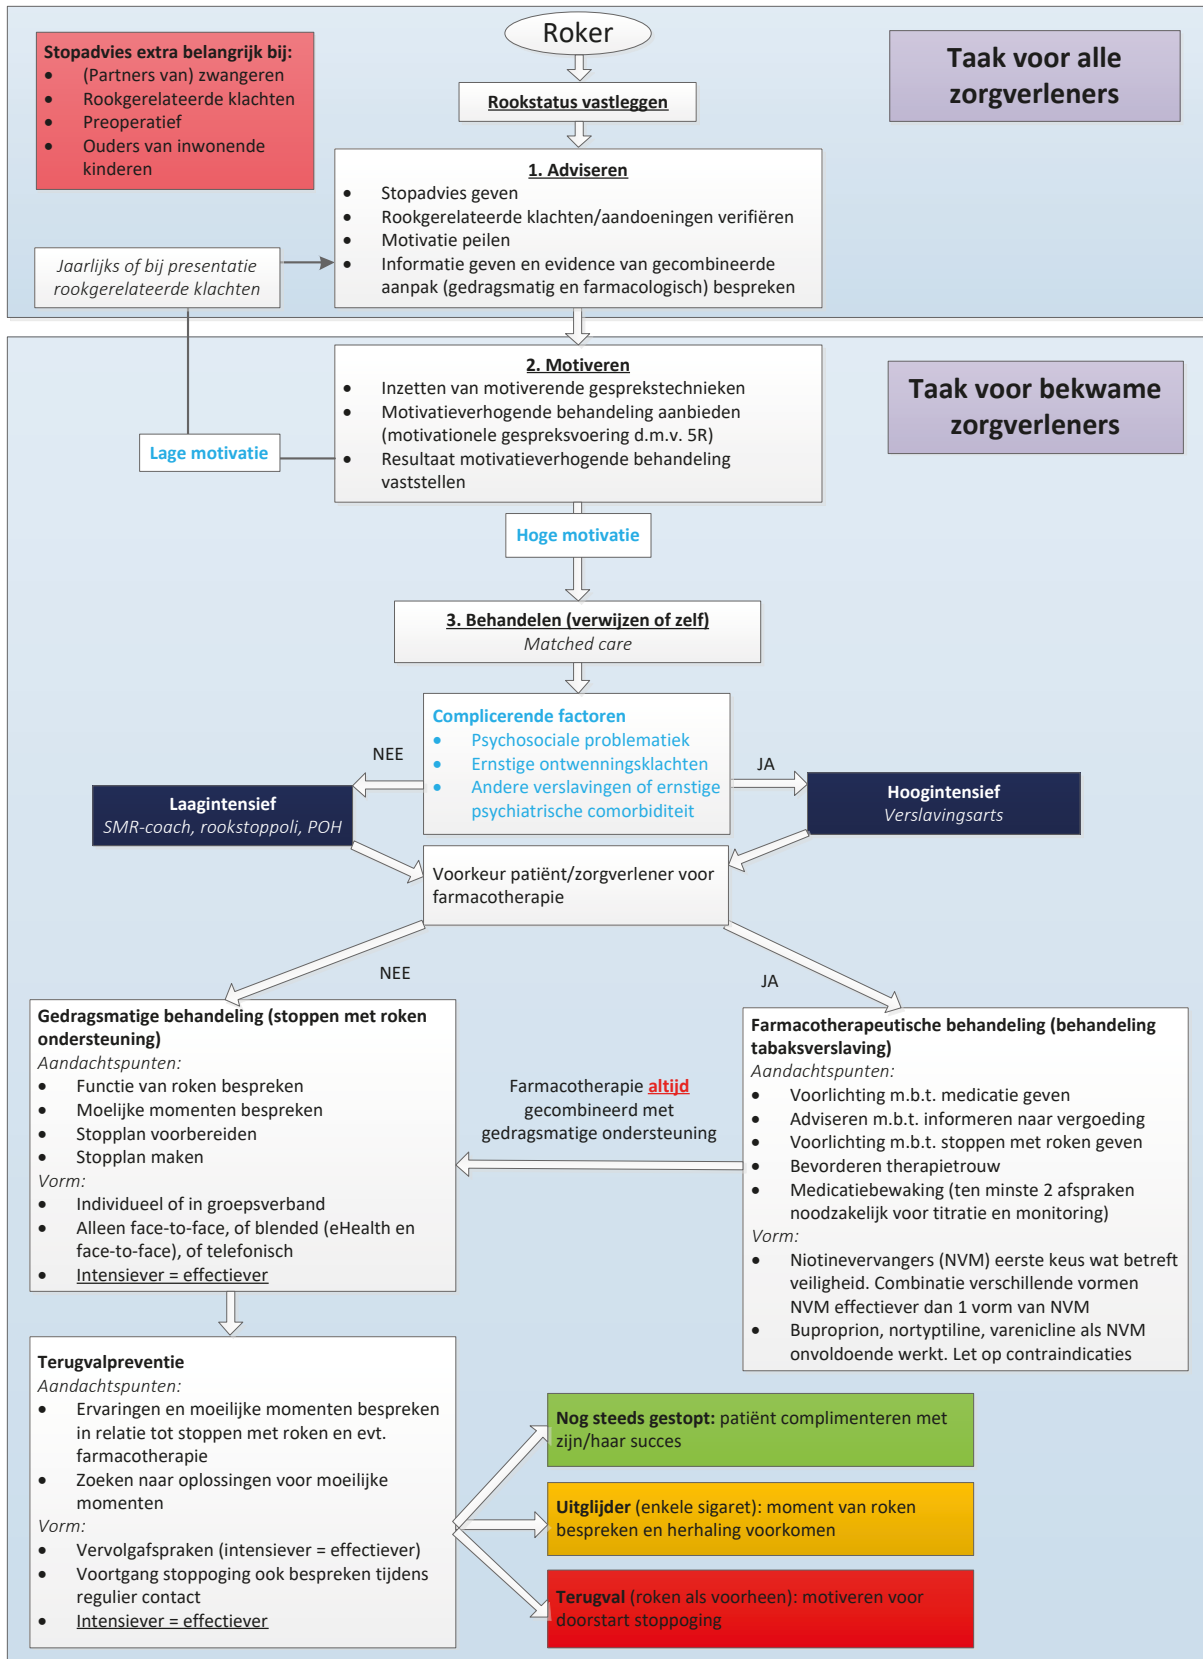 Roker
Taak voor alle
zorgverleners
Stopadvies extra belangrijk bij:
• (Partners van) zwangeren
• Rookgerelateerde klachten
• Preoperatief
• Ouders van inwonende
kinderen
Rookstatus vastleggen
1. Adviseren
• Stopadvies geven
• Rookgerelateerde klachten/aandoeningen verifiëren
• Motivatie peilen
• Informatie geven en evidence van gecombineerde
aanpak (gedragsmatig en farmacologisch) bespreken
Jaarlijks of bij presentatie
rookgerelateerde klachten
2. Motiveren
• Inzetten van motiverende gesprekstechnieken
• Motivatieverhogende behandeling aanbieden
(motivationele gespreksvoering d.m.v. 5R)
• Resultaat motivatieverhogende behandeling
vaststellen
Taak voor bekwame
zorgverleners
Lage motivatie
Hoge motivatie
3. Behandelen (verwijzen of zelf)
Matched care
Complicerende factoren
• Psychosociale problematiek
• Ernstige ontwenningsklachten
• Andere verslavingen of ernstige
psychiatrische comorbiditeit
NEE
JA
Laagintensief
SMR-coach, rookstoppoli, POH
Hoogintensief
Verslavingsarts
Voorkeur patiënt/zorgverlener voor
farmacotherapie
NEE
JA
Gedragsmatige behandeling (stoppen met roken
ondersteuning)
Aandachtspunten:
• Functie van roken bespreken
• Moelijke momenten bespreken
• Stopplan voorbereiden
• Stopplan maken
Vorm:
• Individueel of in groepsverband
• Alleen face-to-face, of blended (eHealth en
face-to-face), of telefonisch
• Intensiever = effectiever
Farmacotherapie altijd
gecombineerd met
gedragsmatige ondersteuning
Farmacotherapeutische behandeling (behandeling
tabaksverslaving)
Aandachtspunten:
• Voorlichting m.b.t. medicatie geven
• Adviseren m.b.t. informeren naar vergoeding
• Voorlichting m.b.t. stoppen met roken geven
• Bevorderen therapietrouw
• Medicatiebewaking (ten minste 2 afspraken
noodzakelijk voor titratie en monitoring)
Vorm:
• Niotinevervangers (NVM) eerste keus wat betreft
veiligheid. Combinatie verschillende vormen
NVM effectiever dan 1 vorm van NVM
• Buproprion, nortyptiline, varenicline als NVM
onvoldoende werkt. Let op contraindicaties
Terugvalpreventie
Aandachtspunten:
• Ervaringen en moeilijke momenten bespreken
in relatie tot stoppen met roken en evt.
farmacotherapie
• Zoeken naar oplossingen voor moeilijke
momenten
Vorm:
• Vervolgafspraken (intensiever = effectiever)
• Voortgang stoppoging ook bespreken tijdens
regulier contact
• Intensiever = effectiever
Nog steeds gestopt: patiënt complimenteren met
zijn/haar succes
Uitglijder (enkele sigaret): moment van roken
bespreken en herhaling voorkomen
Terugval (roken als voorheen): motiveren voor
doorstart stoppoging